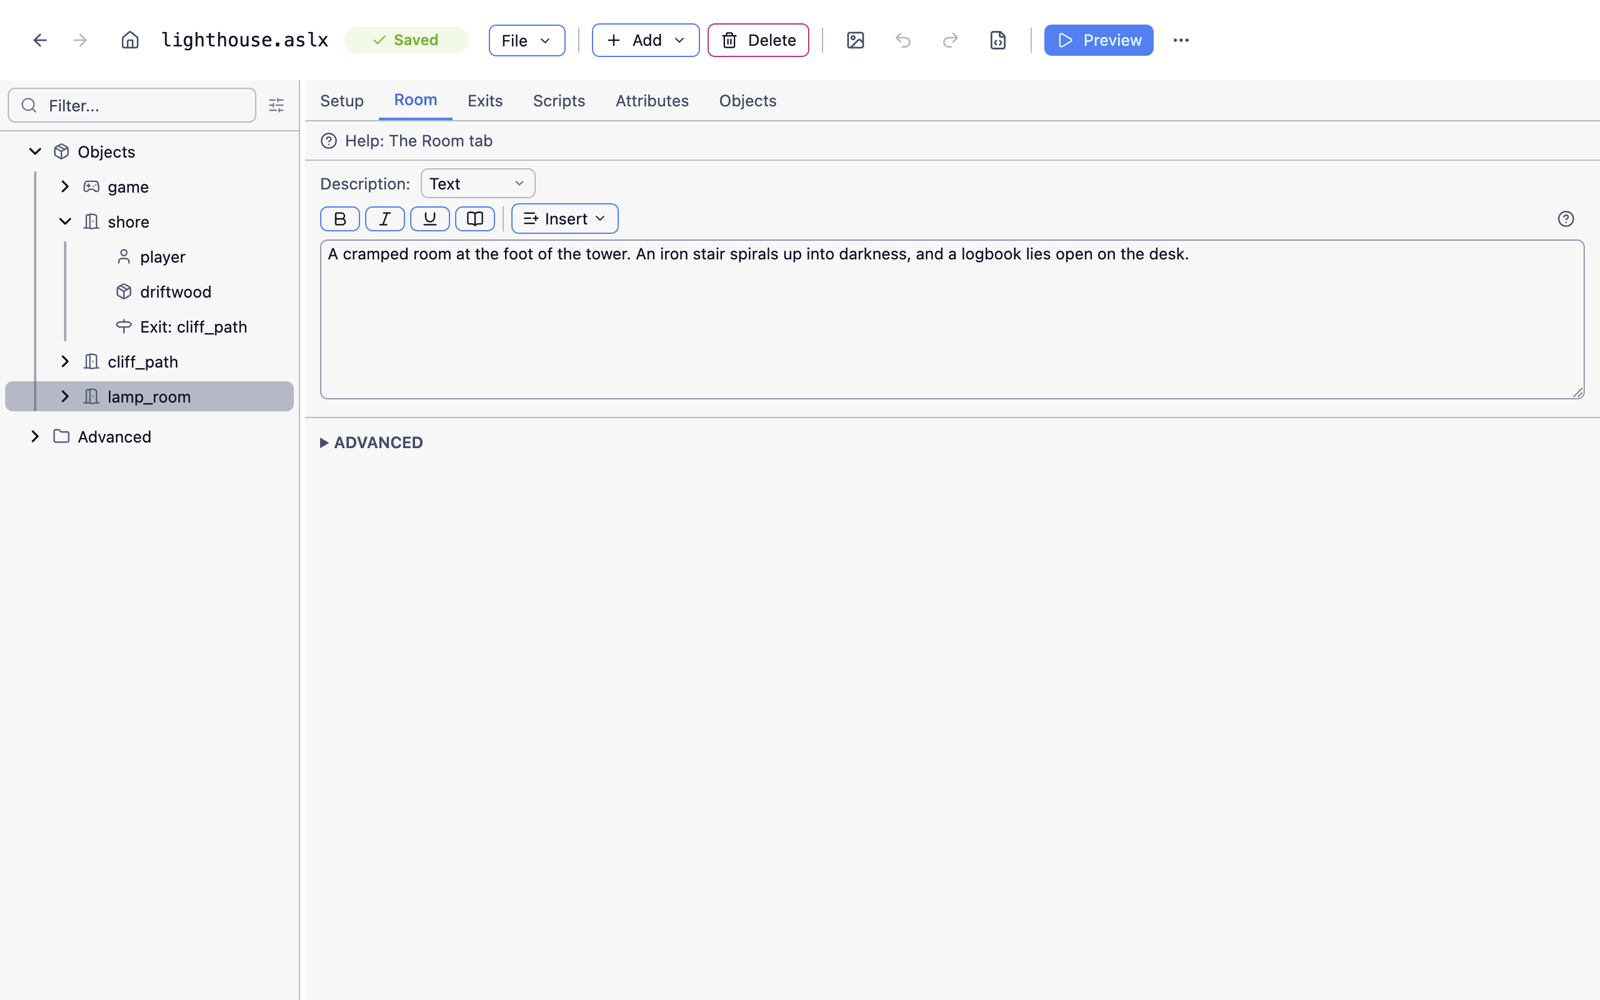 lighthouse.aslx
Saved
File
Add
Delete
Preview
Filter...
Objects
game
shore
player
driftwood
Exit: cliff_path
cliff_path
lamp_room
Advanced
Setup
Room
Exits
Scripts
Attributes
Objects
Help: The Room tab
Description:
Text
B
I
U
Insert
A cramped room at the foot of the tower. An iron stair spirals up into darkness, and a logbook lies open on the desk.
ADVANCED